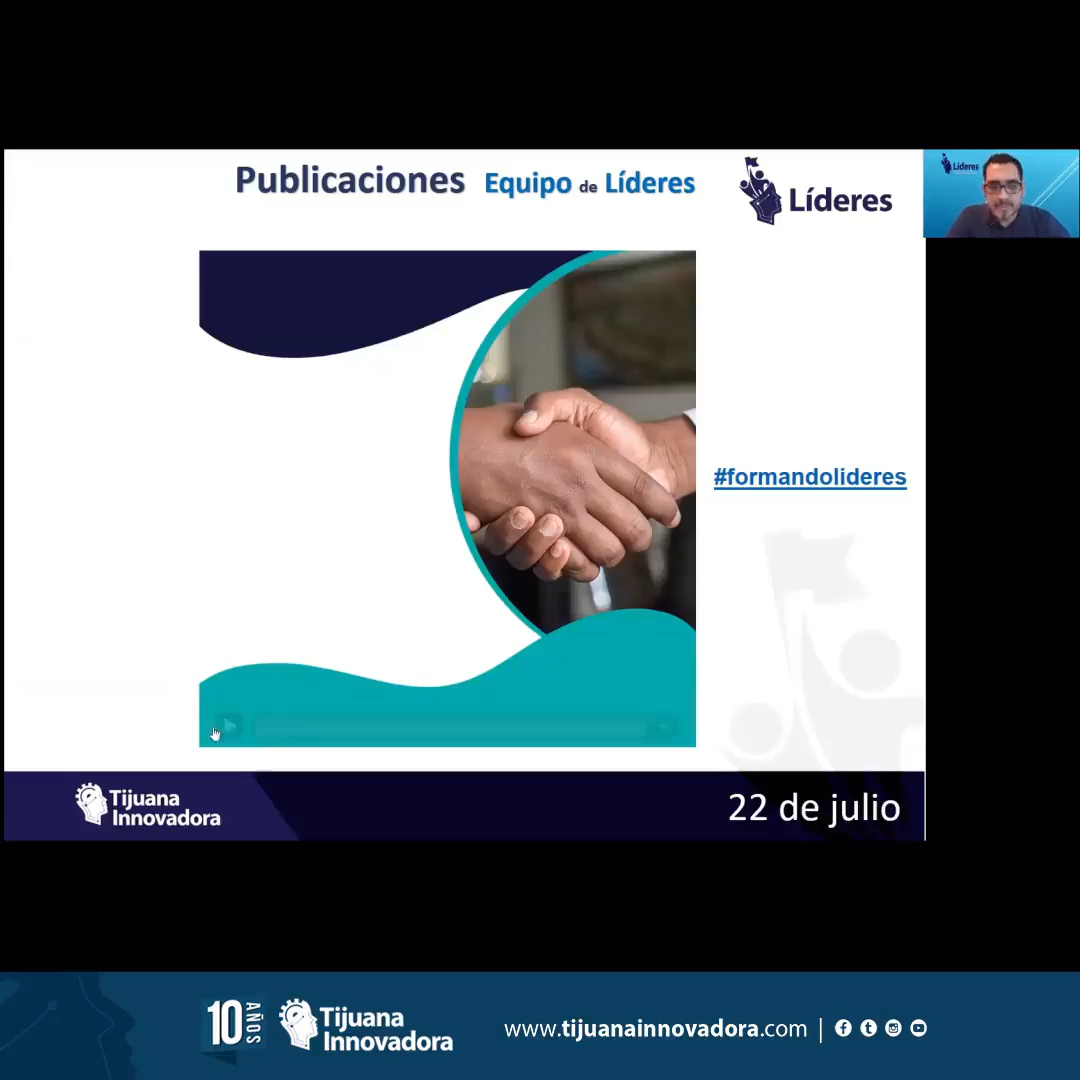 Publicaciones Equipo de Líderes
Líderes
Líderes
#formandolideres
Tijuana
Innovadora
22 de julio
10 AÑOS
Tijuana
Innovadora
www.tijuanainnovadora.com |